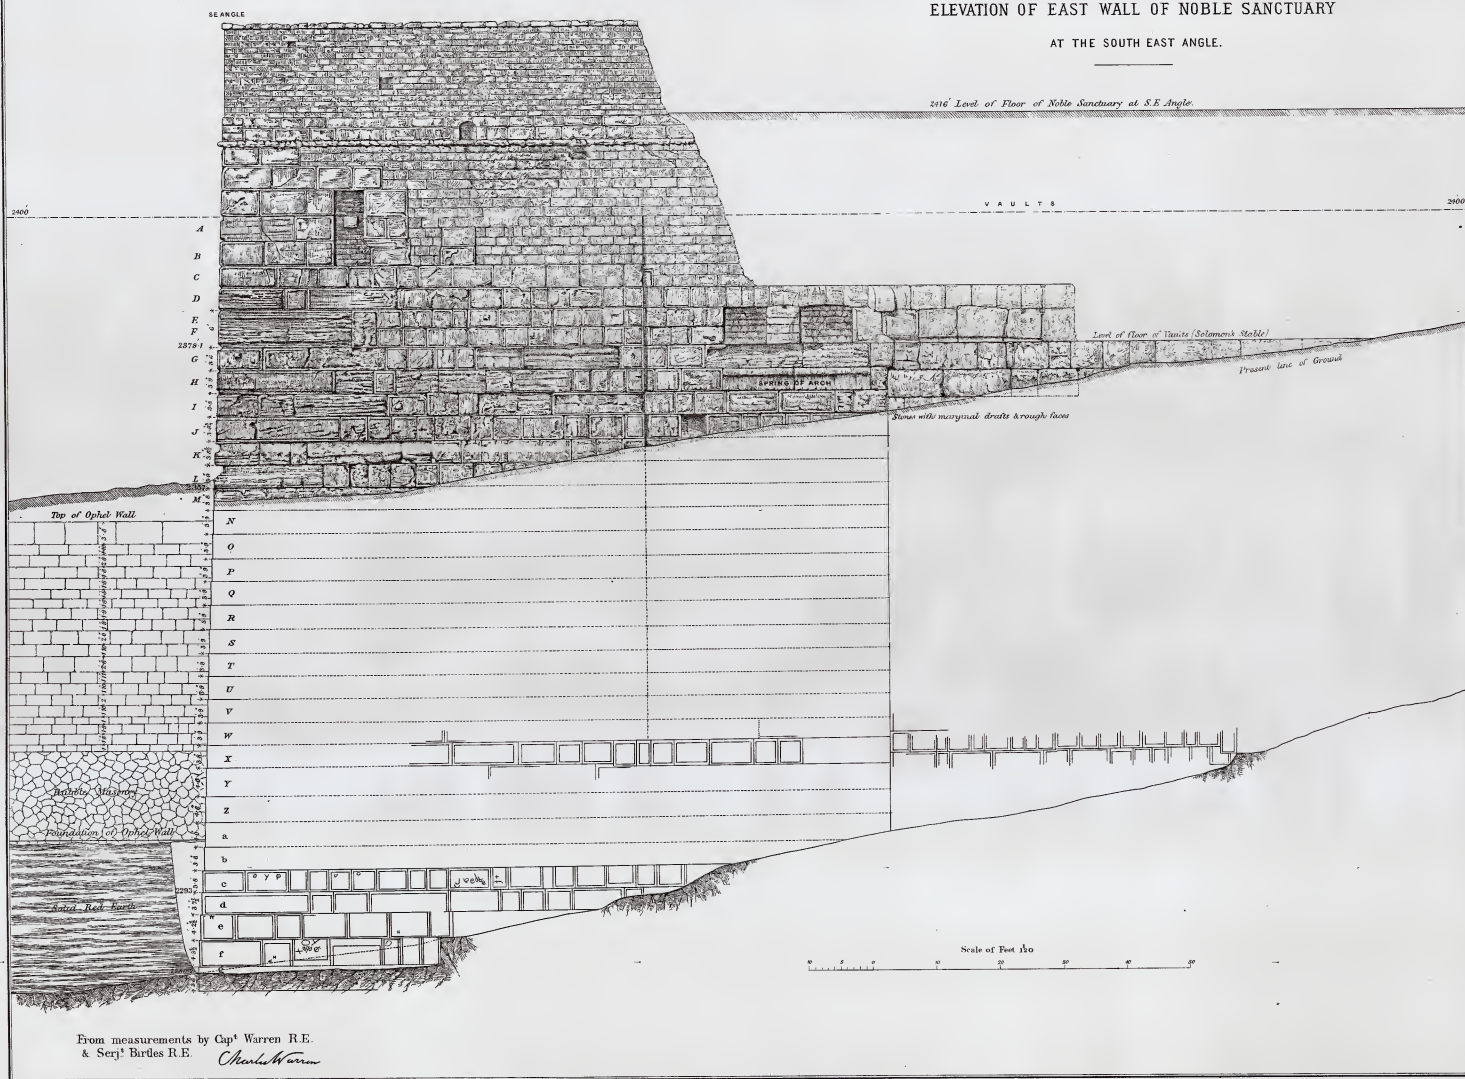 SE ANGLE
ELEVATION OF EAST WALL OF NOBLE SANCTUARY
AT THE SOUTH EAST ANGLE.
2416' Level of Floor of Noble Sanctuary at S.E Angle.
2400
VAULTS
2400
A
B
C
D
E
F
2378·1
G
H
I
J
K
L
M
Level of floor of Vaults (Solomon's Stable)
Present line of Ground
SPRING OF ARCH
Stones with marginal drafts & rough faces
Top of Ophel Wall
N
O
P
Q
R
S
T
U
V
W
X
Y
Z
a
b
c
d
e
f
Rubble Masonry
Foundation of Ophel Wall
2293
Solid Red Earth
Scale of Feet
10 5 0 10 20 30 40 50
From measurements by Capt Warren R.E.
& Serjt Birtles R.E.
Charles Warren